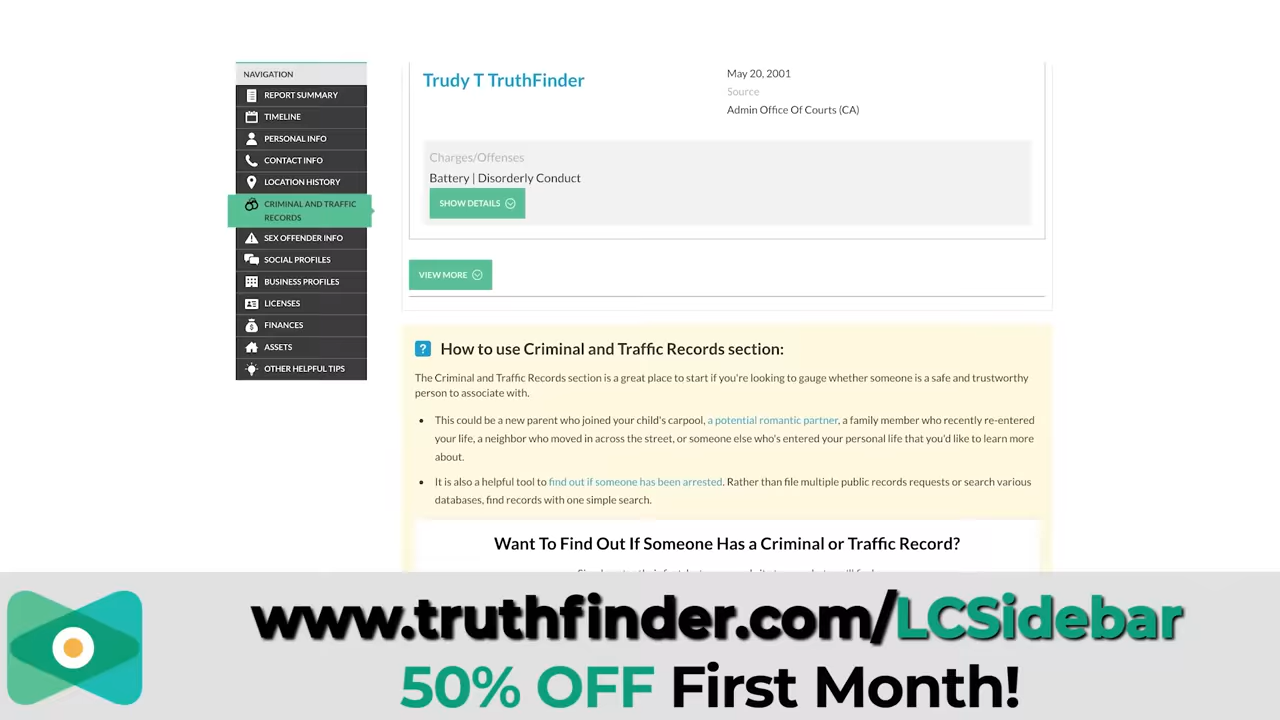 NAVIGATION
REPORT SUMMARY
TIMELINE
PERSONAL INFO
CONTACT INFO
LOCATION HISTORY
CRIMINAL AND TRAFFIC
RECORDS
SEX OFFENDER INFO
SOCIAL PROFILES
BUSINESS PROFILES
LICENSES
FINANCES
ASSETS
OTHER HELPFUL TIPS
Trudy T TruthFinder
May 20, 2001
Source
Admin Office Of Courts (CA)
Charges/Offenses
Battery | Disorderly Conduct
SHOW DETAILS
VIEW MORE
? How to use Criminal and Traffic Records section:
The Criminal and Traffic Records section is a great place to start if you're looking to gauge whether someone is a safe and trustworthy
person to associate with.
• This could be a new parent who joined your child's carpool, a potential romantic partner, a family member who recently re-entered
your life, a neighbor who moved in across the street, or someone else who's entered your personal life that you'd like to learn more
about.
• It is also a helpful tool to find out if someone has been arrested. Rather than file multiple public records requests or search various
databases, find records with one simple search.
Want To Find Out If Someone Has a Criminal or Traffic Record?
www.truthfinder.com/LCSidebar
50% OFF First Month!